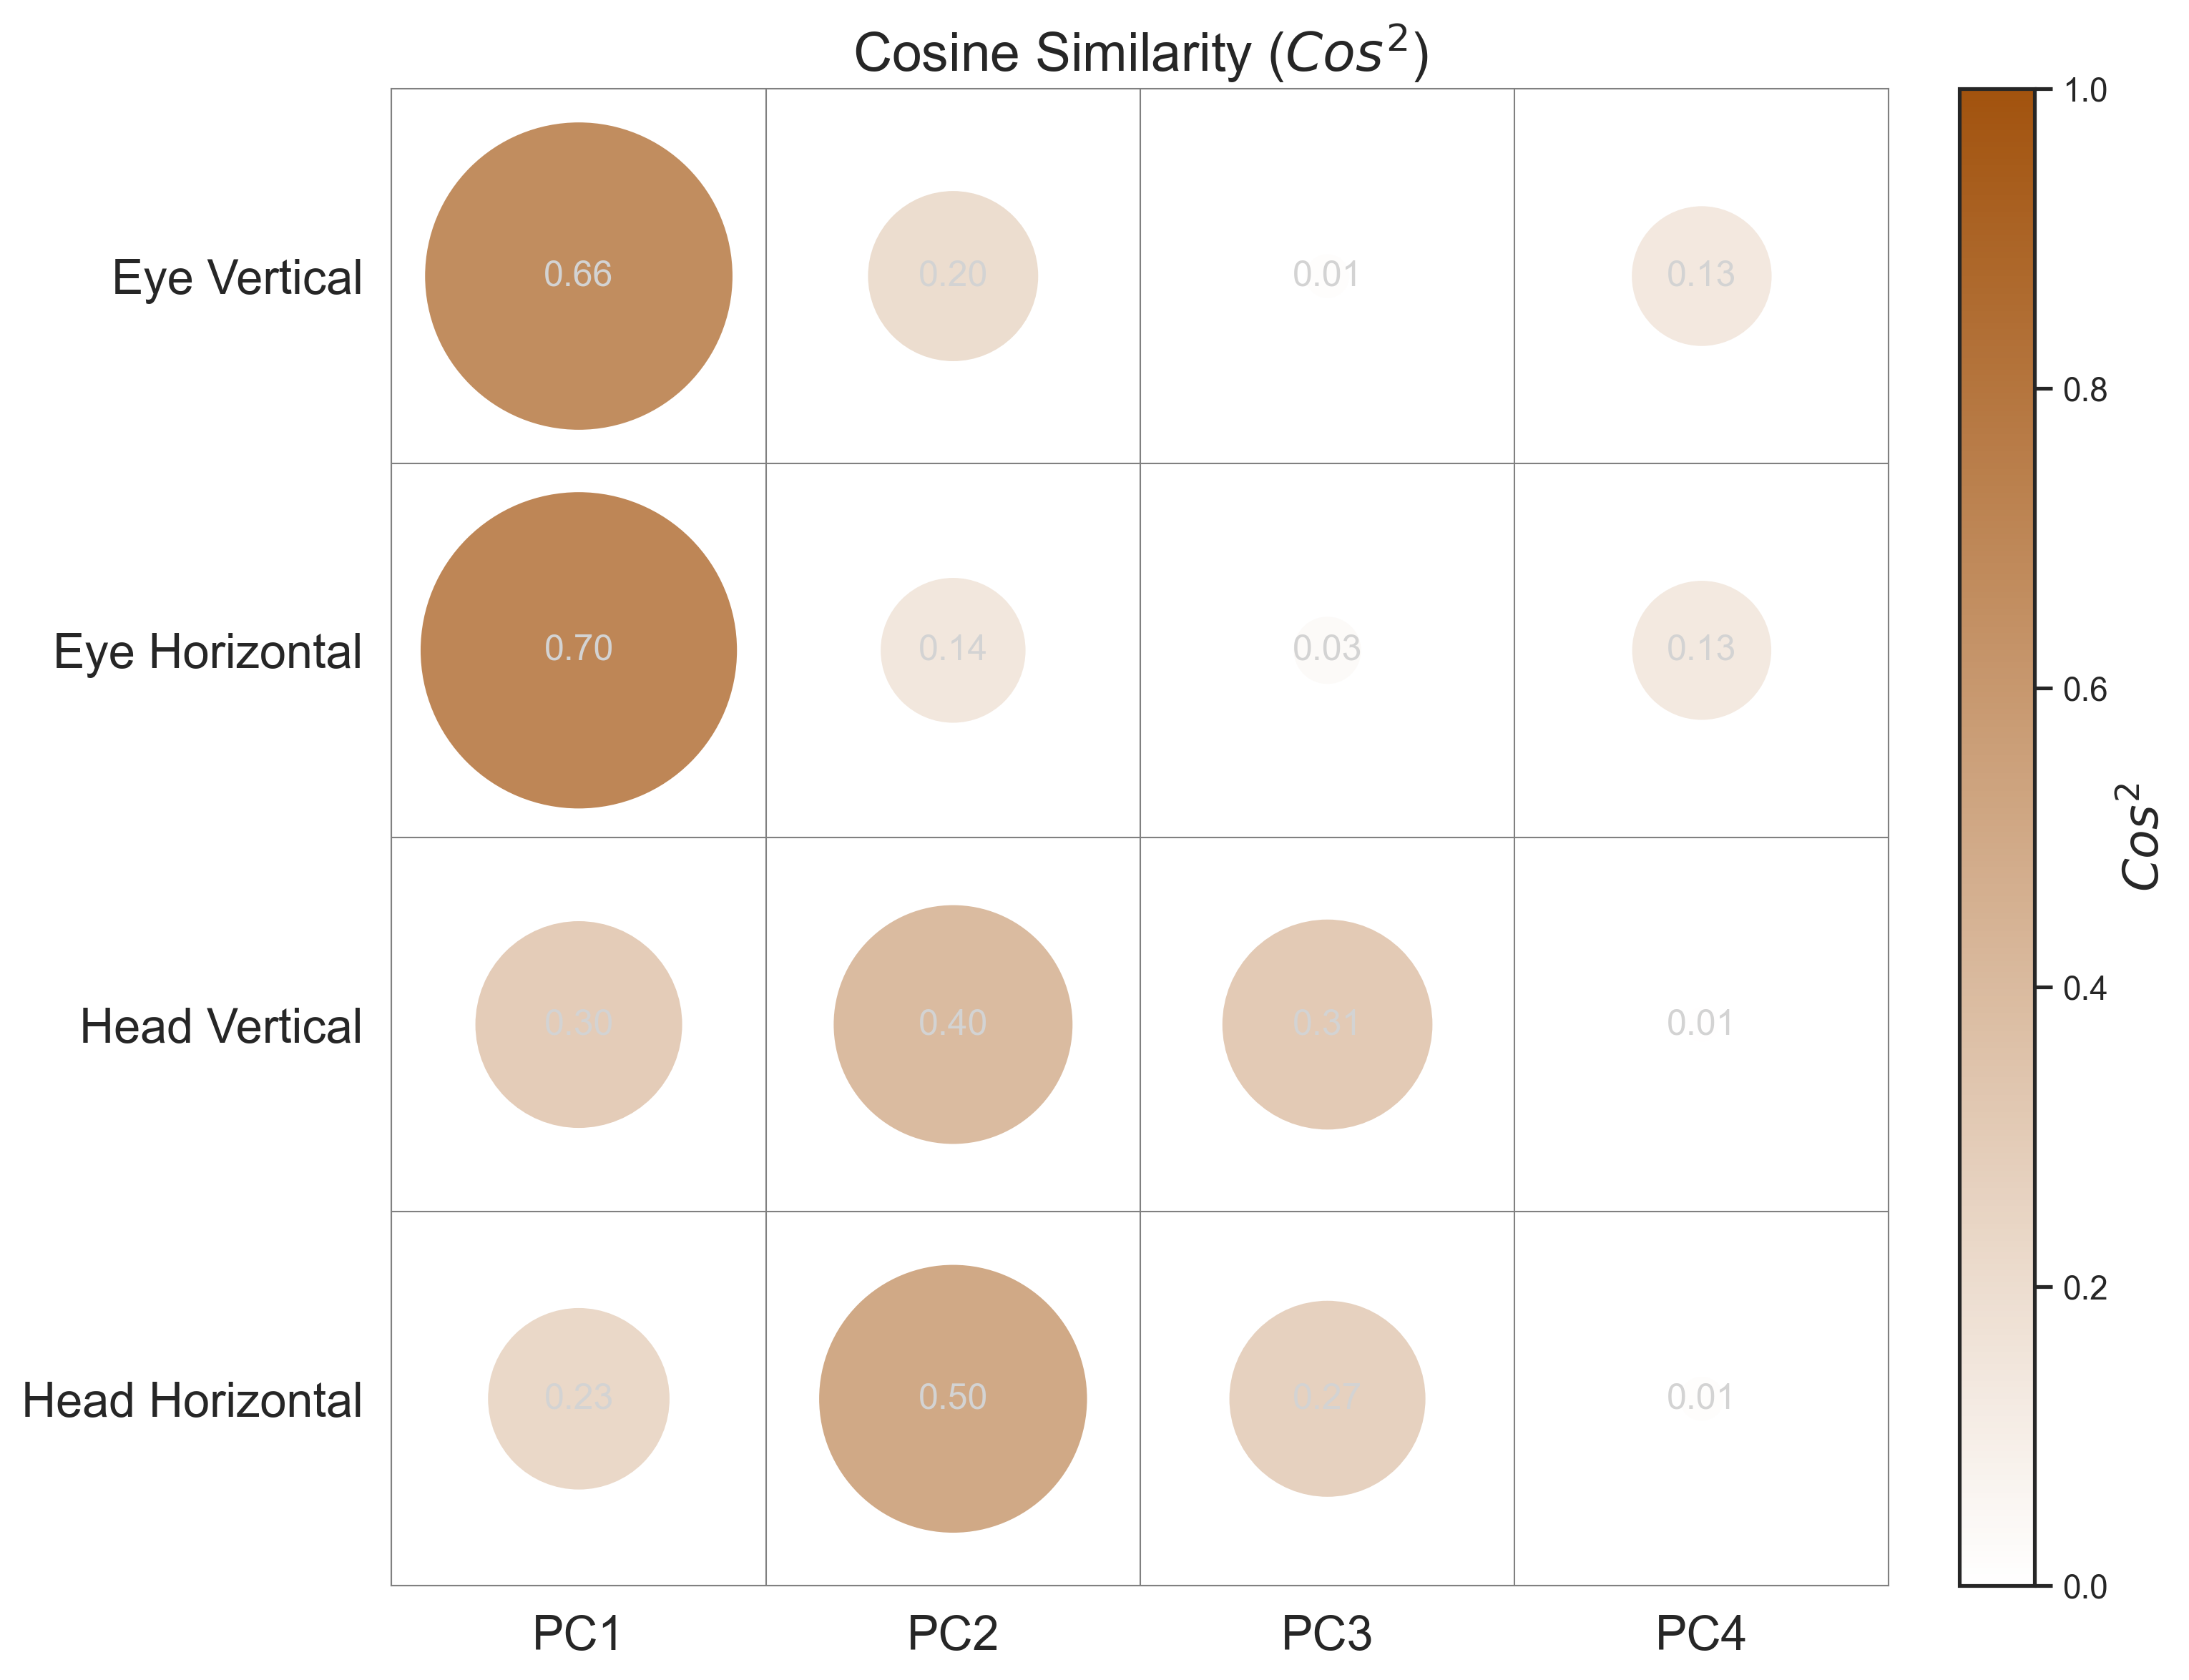 Cosine Similarity (Cos²)
Eye Vertical 0.66 0.20 0.01 0.13
Eye Horizontal 0.70 0.14 0.03 0.13
Head Vertical 0.30 0.40 0.31 0.01
Head Horizontal 0.23 0.50 0.27 0.01
PC1 PC2 PC3 PC4
1.0
0.8
0.6
0.4
0.2
0.0
Cos²